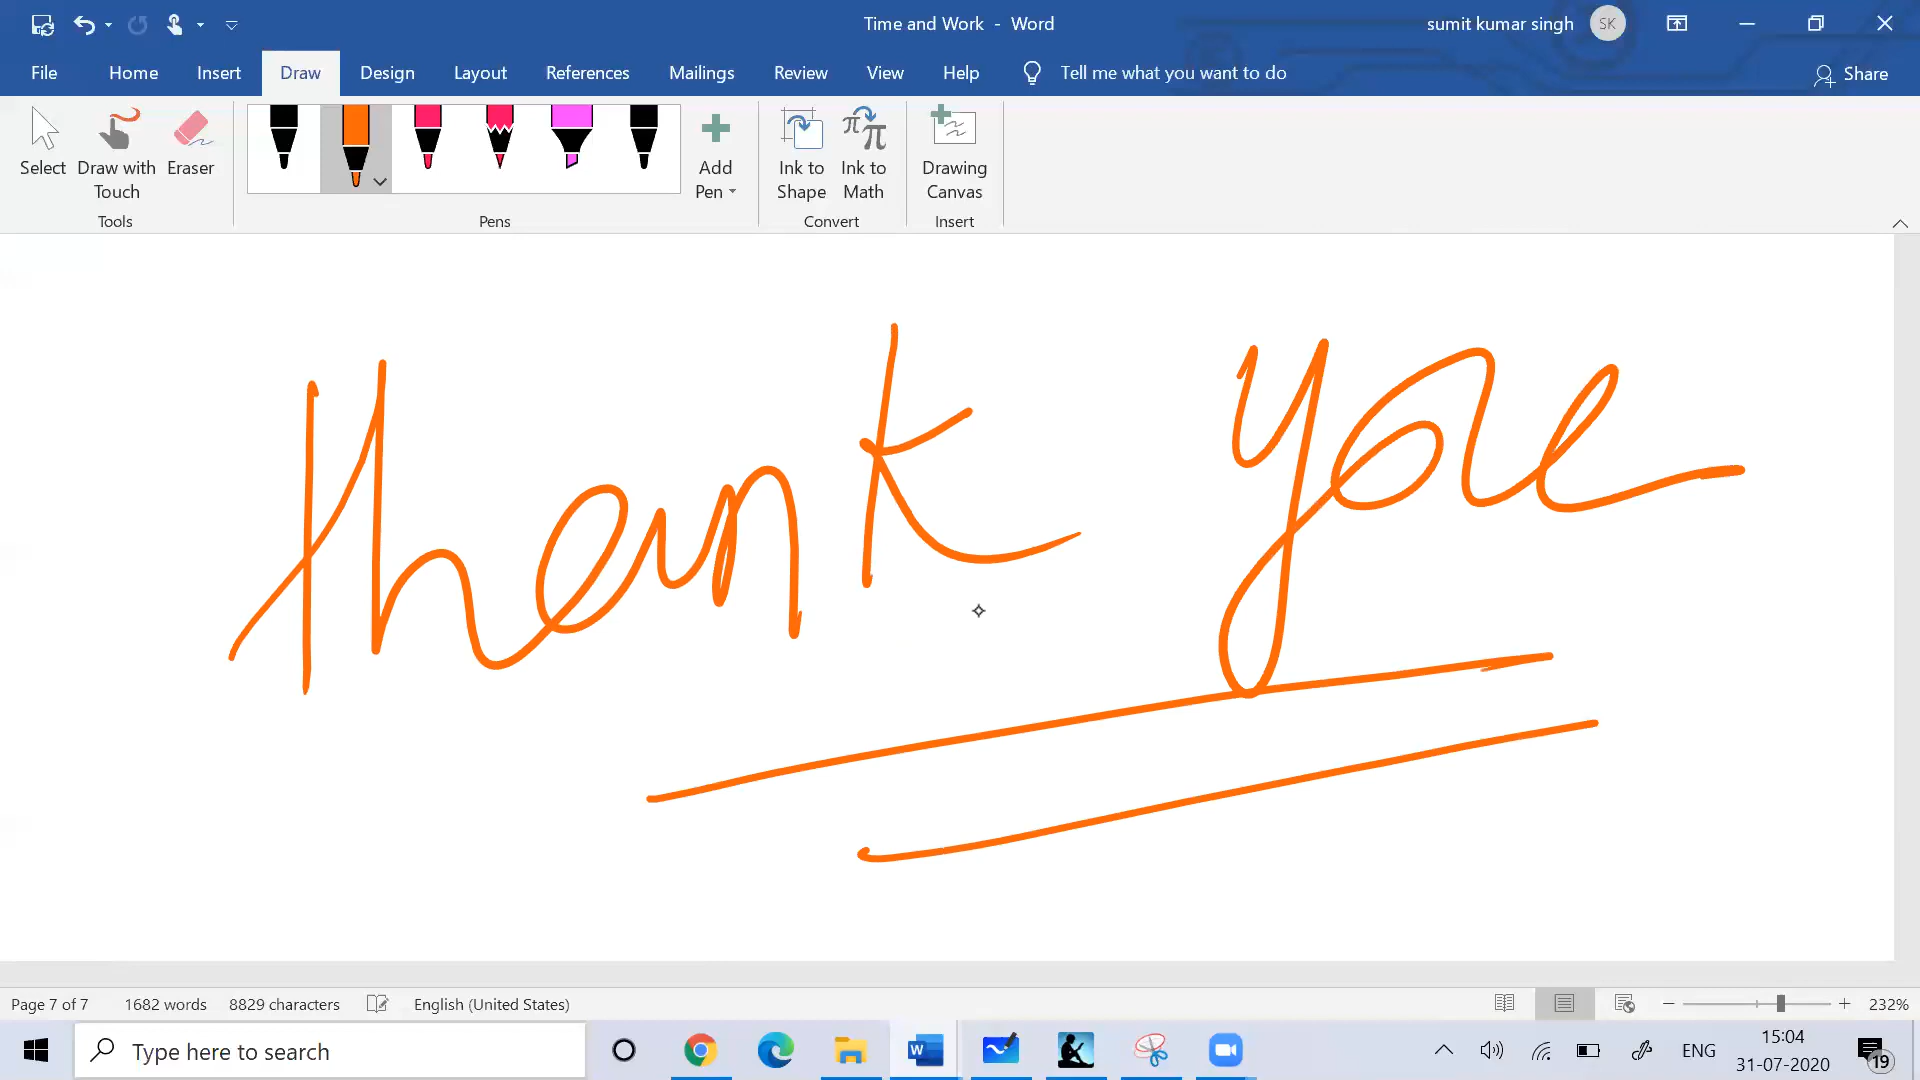 Time and Work - Word
sumit kumar singh
SK
File Home Insert Draw Design Layout References Mailings Review View Help Tell me what you want to do
Share
Select
Draw with Touch
Eraser
Add Pen
Ink to Shape
Ink to Math
Drawing Canvas
Tools Pens Convert Insert
Thank you
Page 7 of 7 1682 words 8829 characters English (United States) 232%
Type here to search
ENG
15:04
31-07-2020
19